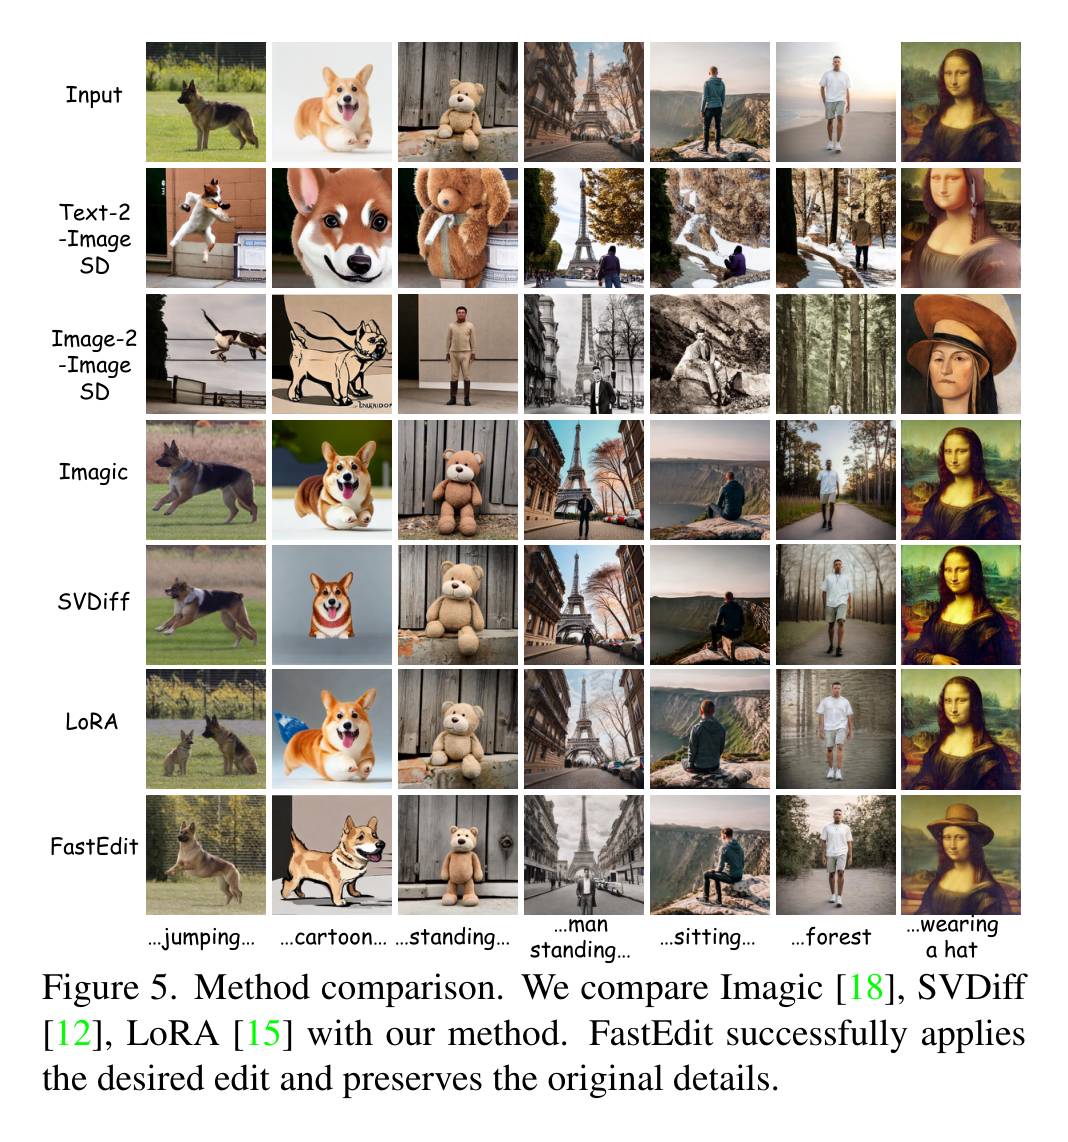 Input
Text-2
-Image
SD
Image-2
-Image
SD
Imagic
SVDiff
LoRA
FastEdit
...jumping...
...cartoon...
...standing...
...man
standing...
...sitting...
...forest
...wearing
a hat
Figure 5. Method comparison. We compare Imagic [18], SVDiff
[12], LoRA [15] with our method. FastEdit successfully applies
the desired edit and preserves the original details.